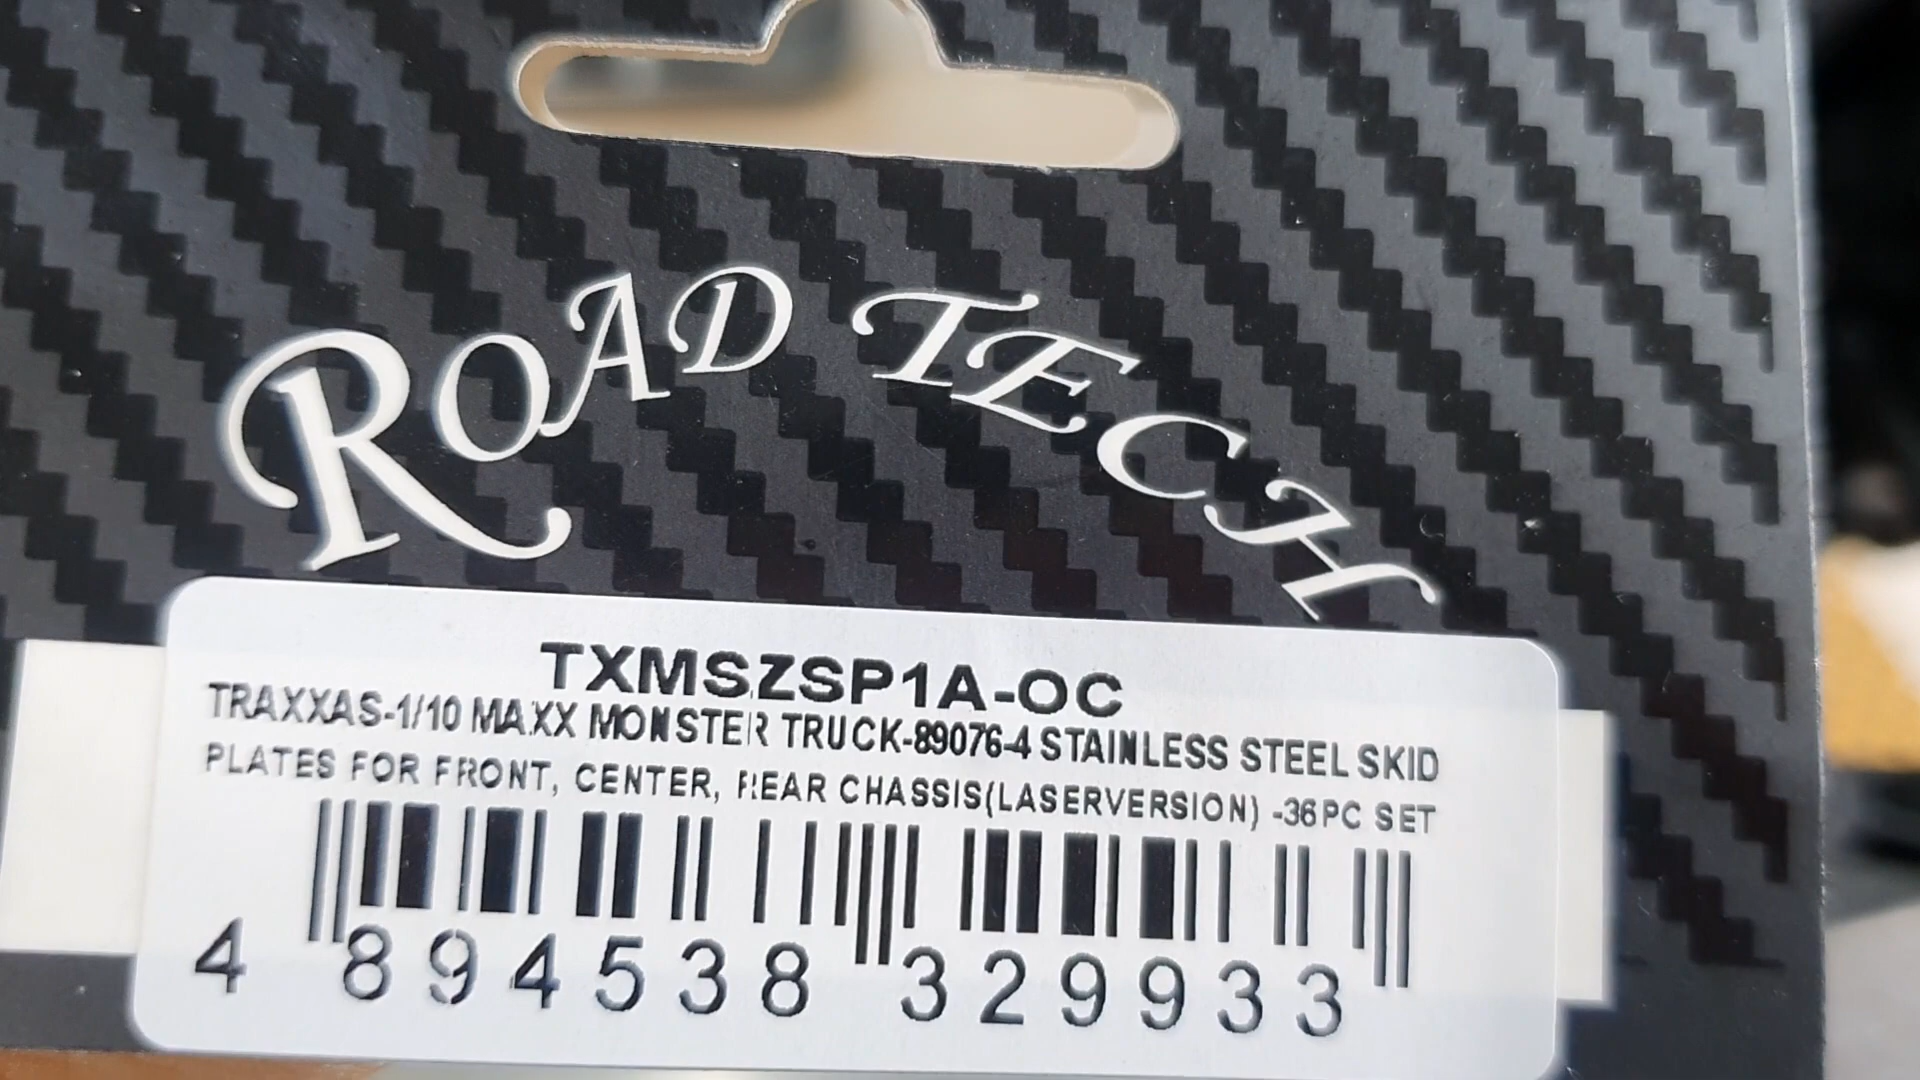 ROAD TECH
TXMSZSP1A-OC
TRAXXAS-1/10 MAXX MONSTER TRUCK-89076-4 STAINLESS STEEL SKID
PLATES FOR FRONT, CENTER, REAR CHASSIS(LASERVERSION) -36PC SET
4 894538 329933